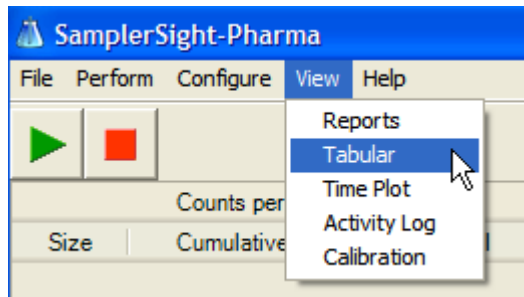 SamplerSight-Pharma
File Perform Configure View Help
Reports
Tabular
Time Plot
Activity Log
Calibration
Counts per
Size Cumulative